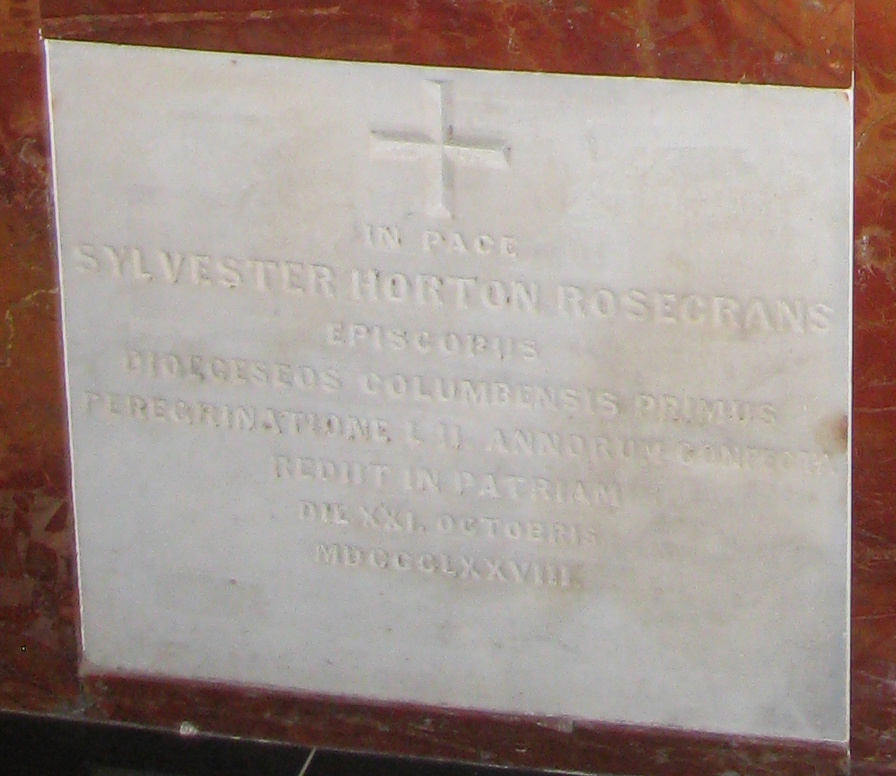 IN PACE
SYLVESTER HORTON ROSECRANS
EPISCOPUS
DIOECESEOS COLUMBENSIS PRIMUS
PEREGRINATIONE L II ANNORUM CONFECTA
REDIIT IN PATRIAM
DIE XXI. OCTOBRIS
MDCCCLXXVIII.